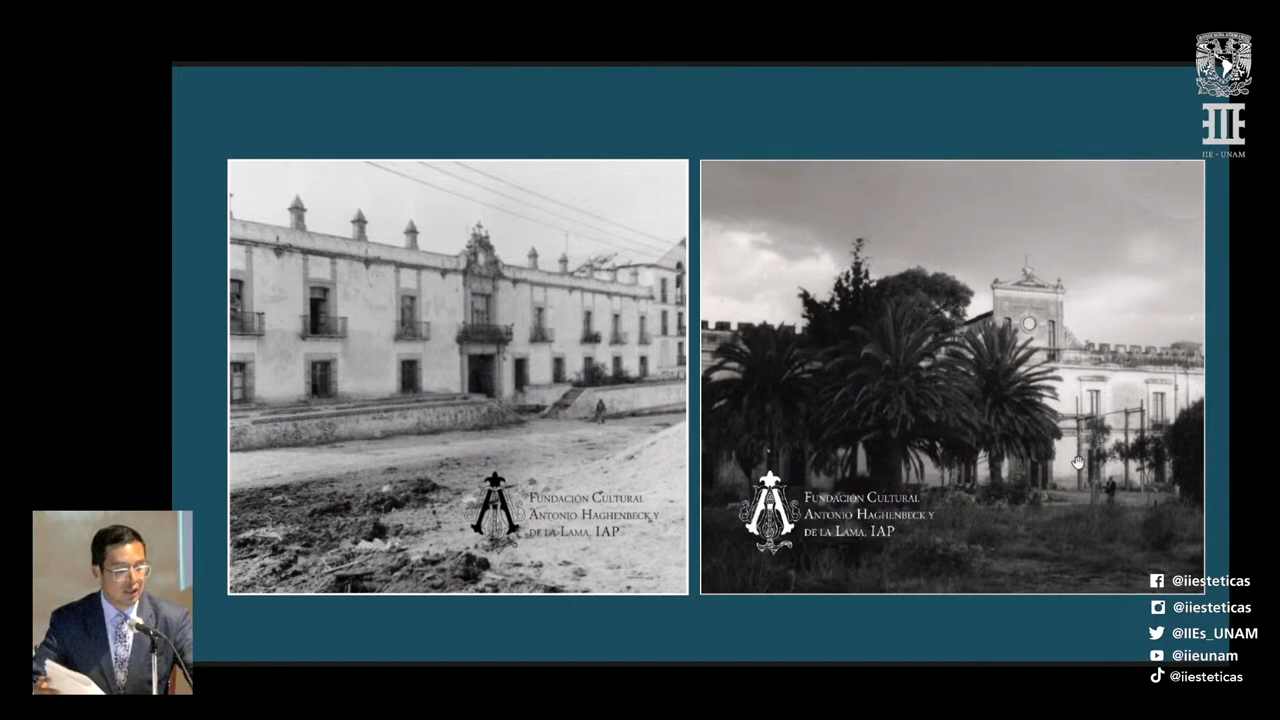 IIE - UNAM
Fundación Cultural
Antonio Haghenbeck y
de la Lama, IAP
Fundación Cultural
Antonio Haghenbeck y
de la Lama, IAP
@iiesteticas
@iiesteticas
@IIEs_UNAM
@iieunam
@iiesteticas